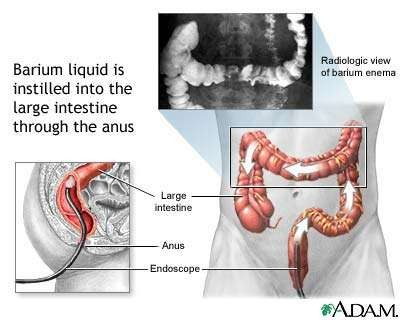 Barium liquid is
instilled into the
large intestine
through the anus
Radiologic view
of barium enema
Large
intestine
Anus
Endoscope
ADAM.